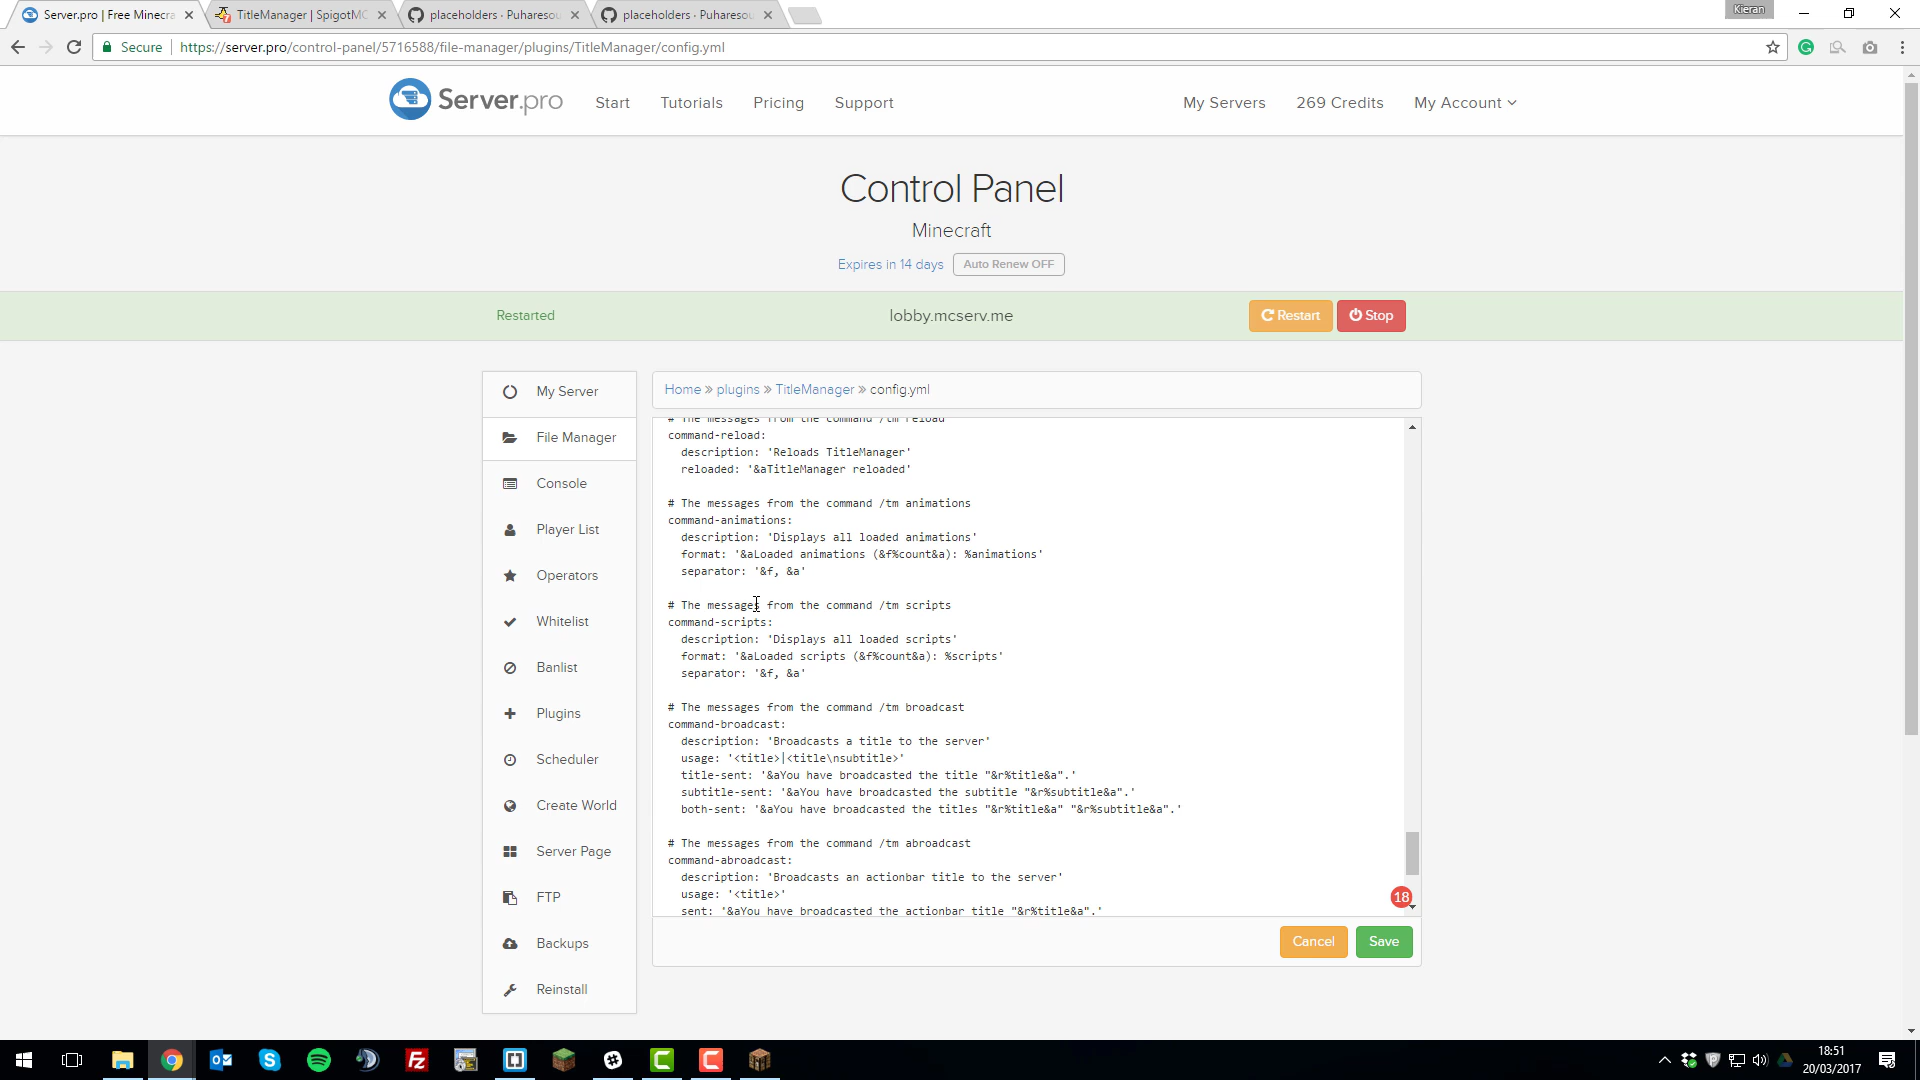 Server.pro | Free Minecra
TitleManager | SpigotMC
placeholders · Puharesou
placeholders · Puharesou
Kieran
Secure
https://server.pro/control-panel/5716588/file-manager/plugins/TitleManager/config.yml
Server.pro
Start
Tutorials
Pricing
Support
My Servers
269 Credits
My Account
Control Panel
Minecraft
Expires in 14 days
Auto Renew OFF
Restarted
lobby.mcserv.me
Restart
Stop
My Server
File Manager
Console
Player List
Operators
Whitelist
Banlist
Plugins
Scheduler
Create World
Server Page
FTP
Backups
Reinstall
Home » plugins » TitleManager » config.yml
# The messages from the command /tm reload
command-reload:
description: 'Reloads TitleManager'
reloaded: '&aTitleManager reloaded'
# The messages from the command /tm animations
command-animations:
description: 'Displays all loaded animations'
format: '&aLoaded animations (&f%count&a): %animations'
separator: '&f, &a'
# The messages from the command /tm scripts
command-scripts:
description: 'Displays all loaded scripts'
format: '&aLoaded scripts (&f%count&a): %scripts'
separator: '&f, &a'
# The messages from the command /tm broadcast
command-broadcast:
description: 'Broadcasts a title to the server'
usage: '<title>|<title\nsubtitle>'
title-sent: '&aYou have broadcasted the title "&r%title&a".'
subtitle-sent: '&aYou have broadcasted the subtitle "&r%subtitle&a".'
both-sent: '&aYou have broadcasted the titles "&r%title&a" "&r%subtitle&a".'
# The messages from the command /tm abroadcast
command-abroadcast:
description: 'Broadcasts an actionbar title to the server'
usage: '<title>'
sent: '&aYou have broadcasted the actionbar title "&r%title&a".'
18
Cancel
Save
18:51
20/03/2017